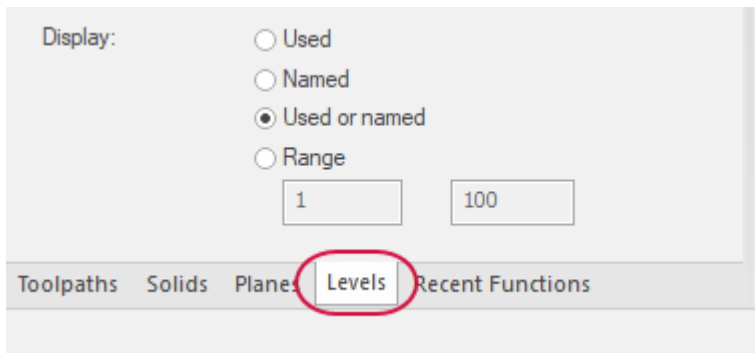 Display: Used
Named
Used or named
Range
1 100
Toolpaths Solids Planes Levels Recent Functions